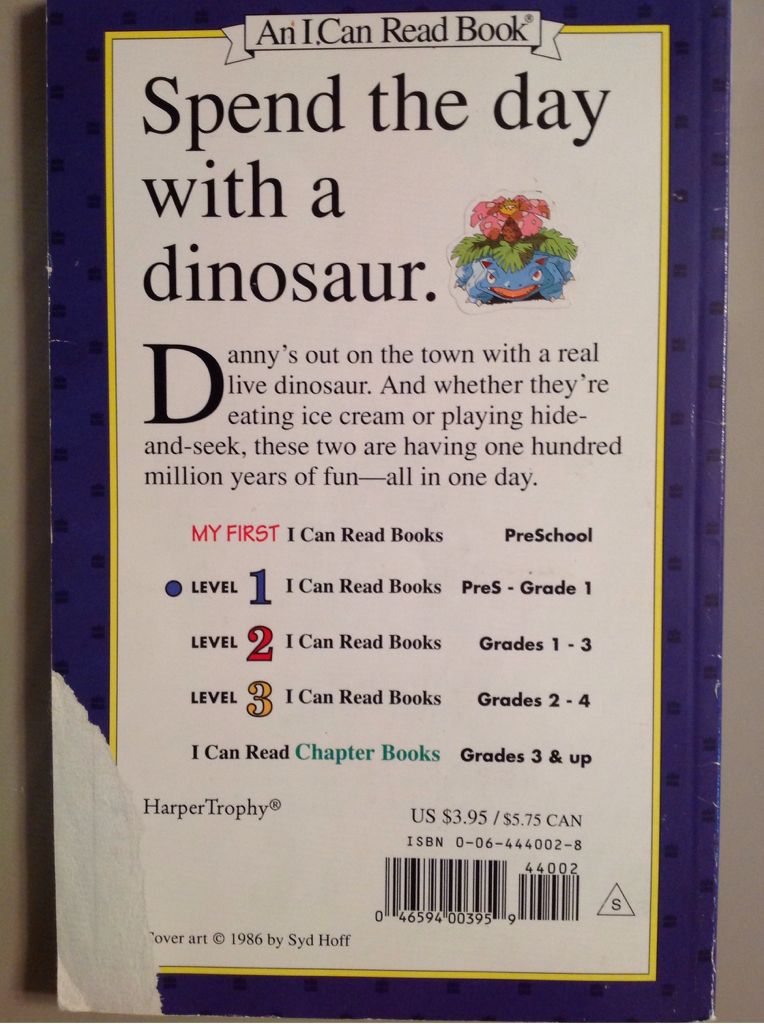 An I Can Read Book®
Spend the day
with a
dinosaur.
Danny's out on the town with a real
live dinosaur. And whether they're
eating ice cream or playing hide-
and-seek, these two are having one hundred
million years of fun—all in one day.
MY FIRST I Can Read Books PreSchool
LEVEL 1 I Can Read Books PreS - Grade 1
LEVEL 2 I Can Read Books Grades 1 - 3
LEVEL 3 I Can Read Books Grades 2 - 4
I Can Read Chapter Books Grades 3 & up
HarperTrophy®
US $3.95 / $5.75 CAN
ISBN 0-06-444002-8
44002
0 46594 00395 9
S
over art © 1986 by Syd Hoff